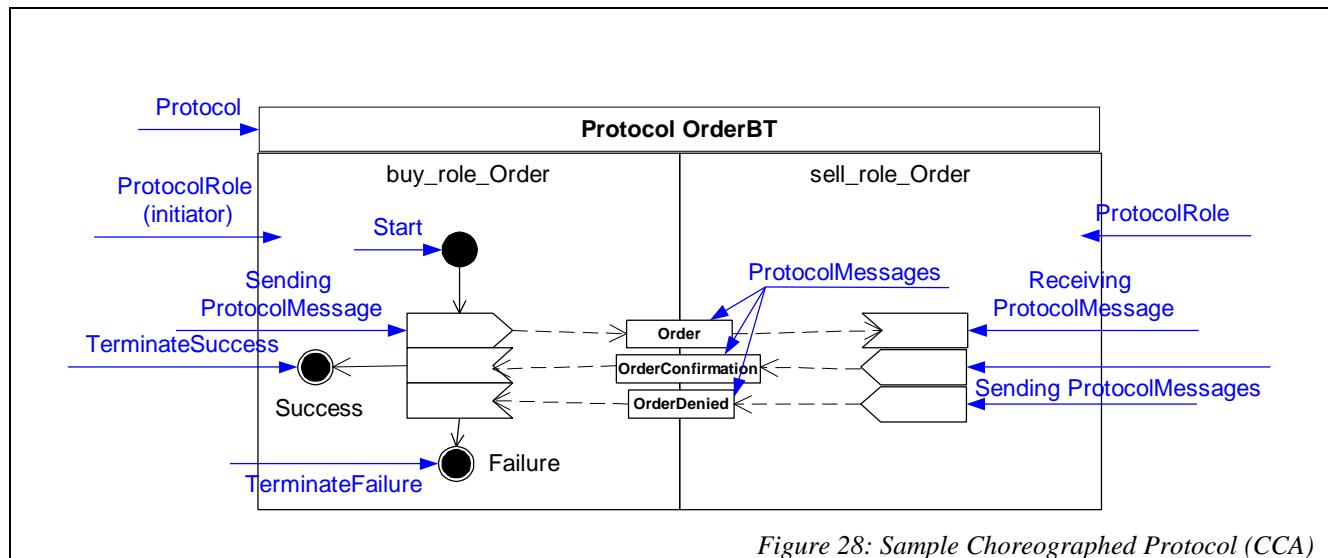 Protocol
Protocol OrderBT
buy_role_Order
sell_role_Order
ProtocolRole
(initiator)
ProtocolRole
Start
Sending
ProtocolMessage
ProtocolMessages
Receiving
ProtocolMessage
Order
TerminateSuccess
OrderConfirmation
Sending ProtocolMessages
OrderDenied
Success
Failure
TerminateFailure
Figure 28: Sample Choreographed Protocol (CCA)